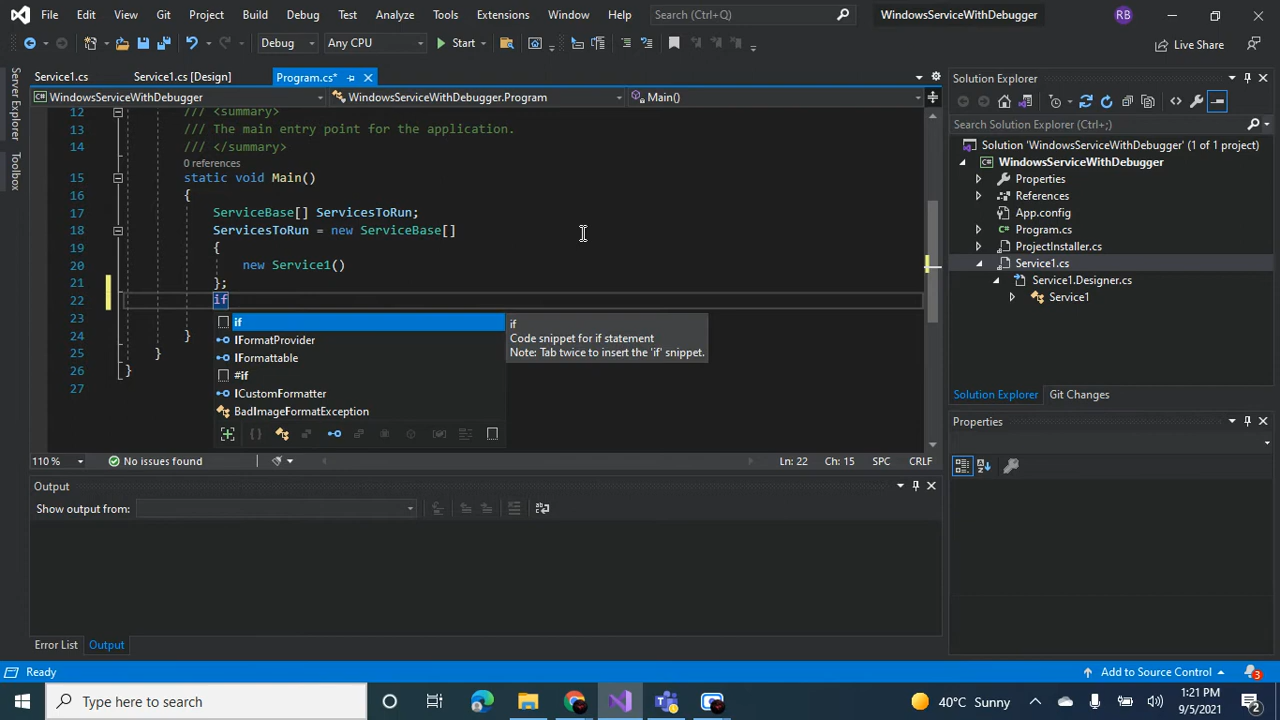 File Edit View Git Project Build Debug Test Analyze Tools Extensions Window Help Search (Ctrl+Q) WindowsServiceWithDebugger RB
Debug Any CPU Start Live Share
Service1.cs Service1.cs [Design] Program.cs*
WindowsServiceWithDebugger WindowsServiceWithDebugger.Program Main()
12 /// <summary>
13 /// The main entry point for the application.
14 /// </summary>
0 references
15 static void Main()
16 {
17 ServiceBase[] ServicesToRun;
18 ServicesToRun = new ServiceBase[]
19 {
20 new Service1()
21 };
22 if
23
24 }
25 }
26 }
27
if
IFormatProvider
IFormattable
#if
ICustomFormatter
BadImageFormatException
if
Code snippet for if statement
Note: Tab twice to insert the 'if' snippet.
110 % No issues found Ln: 22 Ch: 15 SPC CRLF
Output
Show output from:
Error List Output
Server Explorer
Toolbox
Solution Explorer
Search Solution Explorer (Ctrl+;)
Solution 'WindowsServiceWithDebugger' (1 of 1 project)
WindowsServiceWithDebugger
Properties
References
App.config
Program.cs
ProjectInstaller.cs
Service1.cs
Service1.Designer.cs
Service1
Solution Explorer Git Changes
Properties
Ready Add to Source Control 3
Type here to search 40°C Sunny 1:21 PM
9/5/2021 2